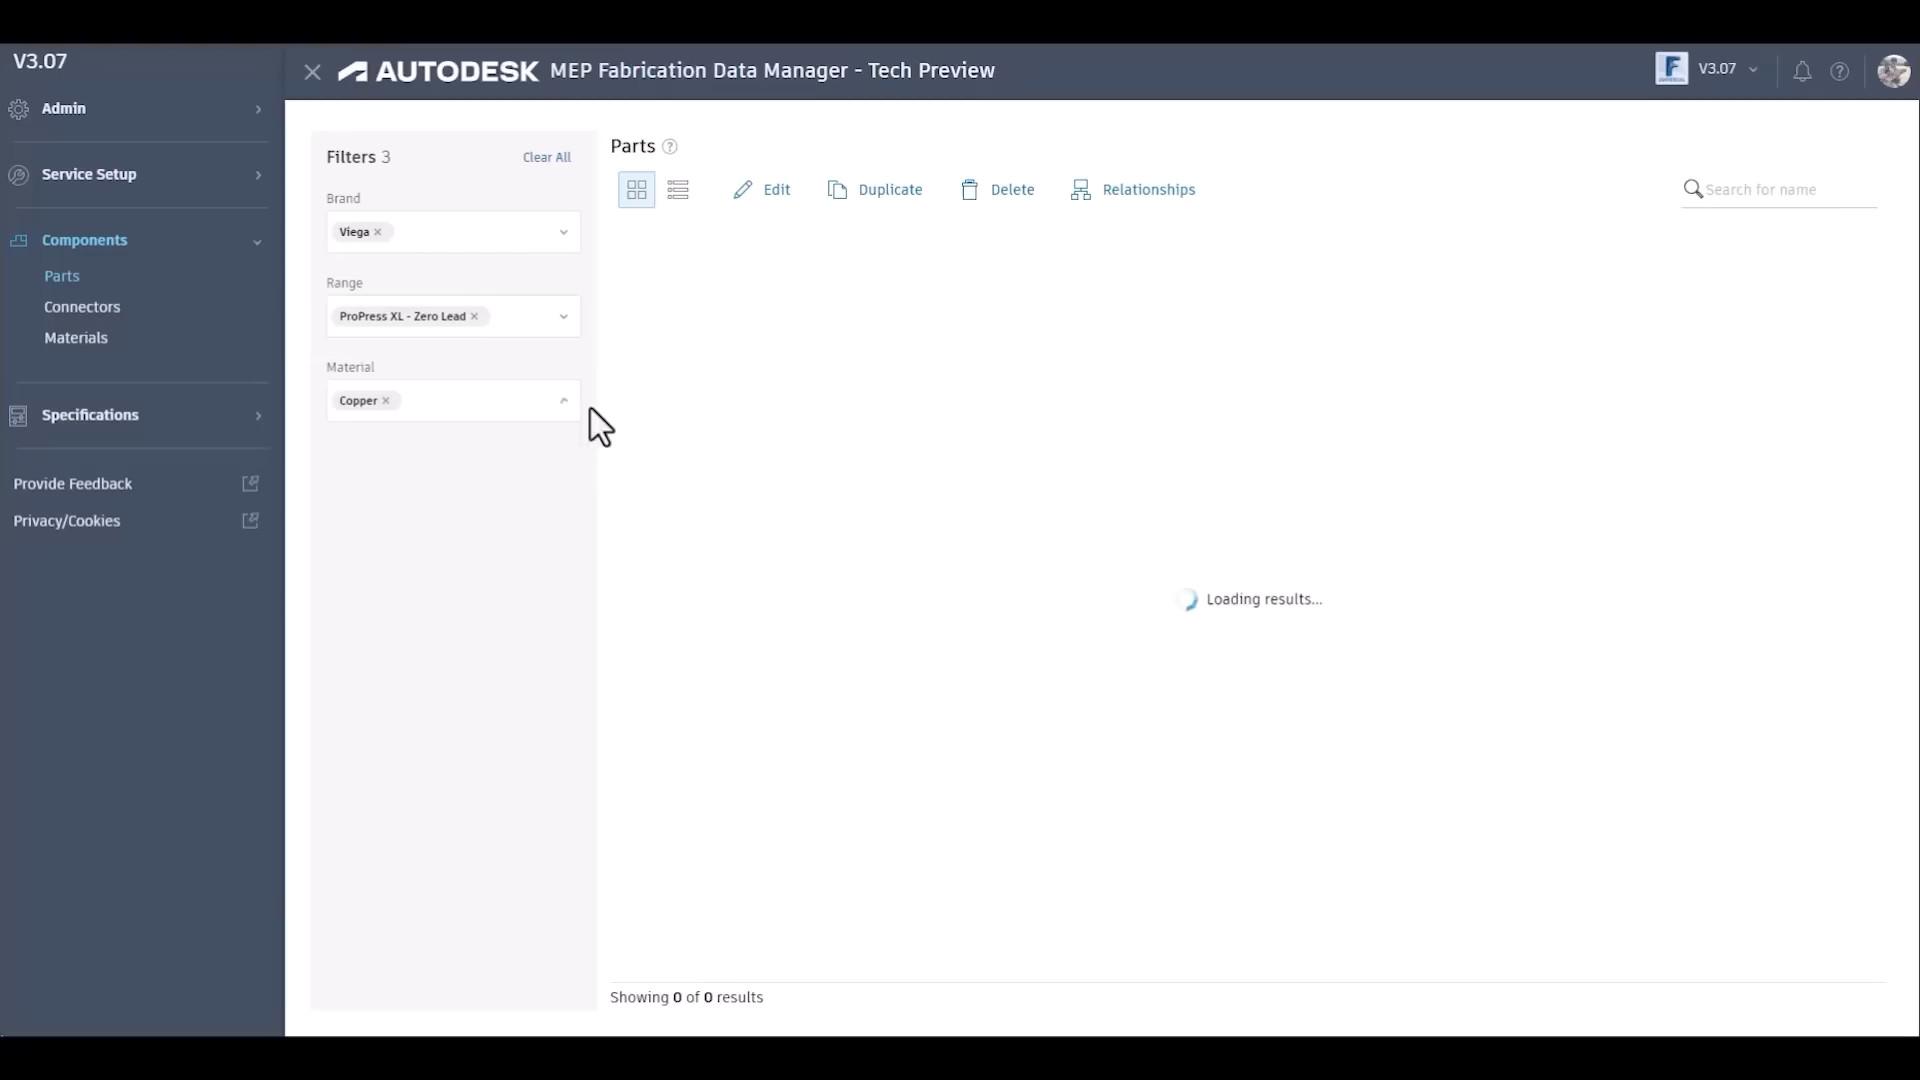 V3.07
Admin
Service Setup
Components
Parts
Connectors
Materials
Specifications
Provide Feedback
Privacy/Cookies
AUTODESK MEP Fabrication Data Manager - Tech Preview
V3.07
Filters 3
Clear All
Brand
Viega
Range
ProPress XL - Zero Lead
Material
Copper
Parts
Edit
Duplicate
Delete
Relationships
Search for name
Loading results...
Showing 0 of 0 results